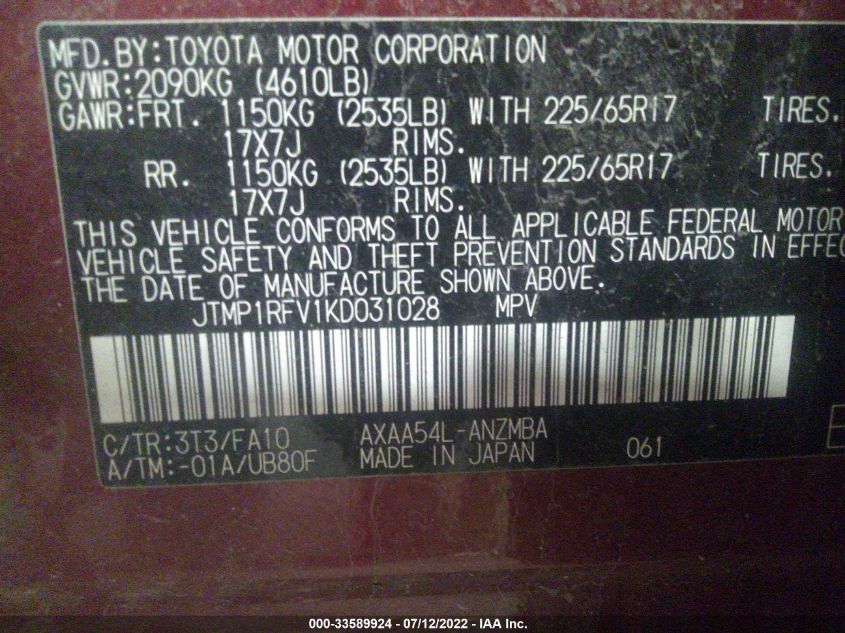 MFD.BY:TOYOTA MOTOR CORPORATION
GVWR:2090KG (4610LB)
GAWR:FRT. 1150KG (2535LB) WITH 225/65R17 TIRES.
17X7J RIMS.
RR. 1150KG (2535LB) WITH 225/65R17 TIRES.
17X7J RIMS.
THIS VEHICLE CONFORMS TO ALL APPLICABLE FEDERAL MOTOR
VEHICLE SAFETY AND THEFT PREVENTION STANDARDS IN EFFEC
THE DATE OF MANUFACTURE SHOWN ABOVE.
JTMP1RFV1KD031028 MPV
C/TR:3T3/FA10 AXAA54L-ANZMBA
A/TM:-01A/UB80F MADE IN JAPAN 061
000-33589924 - 07/12/2022 - IAA Inc.